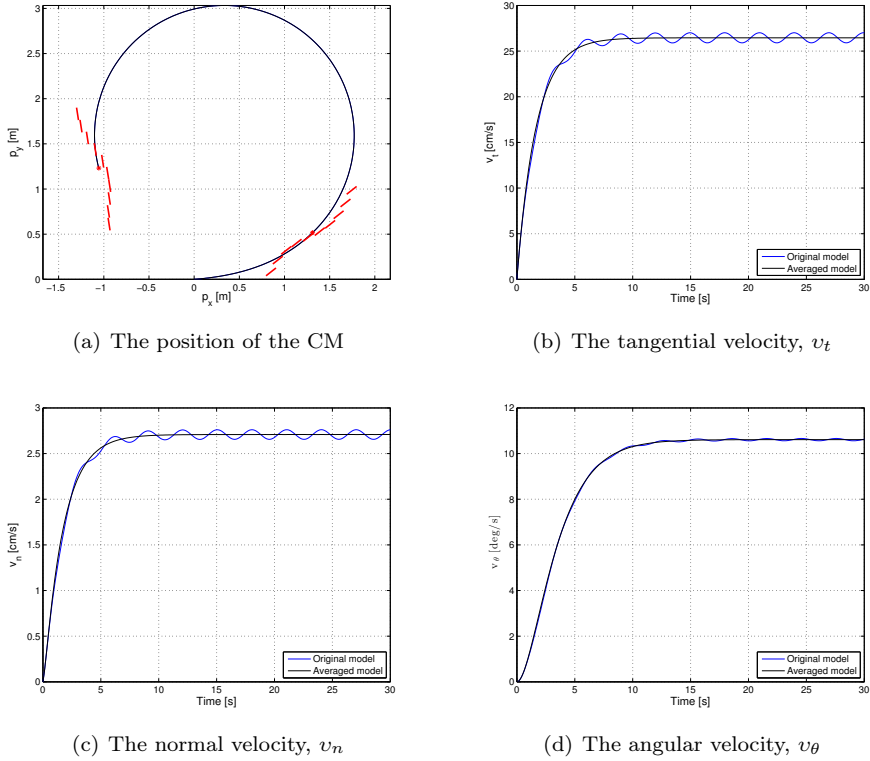 3
2.5
2
1.5
1
0.5
0
p_y [m]
−1.5 −1 −0.5 0 0.5 1 1.5 2
p_x [m]
(a) The position of the CM
30
25
20
15
10
5
0
v_t [cm/s]
0 5 10 15 20 25 30
Time [s]
Original model
Averaged model
(b) The tangential velocity, υ_t
3
2.5
2
1.5
1
0.5
0
v_n [cm/s]
0 5 10 15 20 25 30
Time [s]
Original model
Averaged model
(c) The normal velocity, υ_n
12
10
8
6
4
2
0
v_θ [deg/s]
0 5 10 15 20 25 30
Time [s]
Original model
Averaged model
(d) The angular velocity, υ_θ